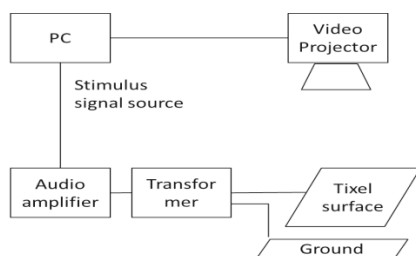 PC
Video
Projector
Stimulus
signal source
Audio
amplifier
Transfor
mer
Tixel
surface
Ground